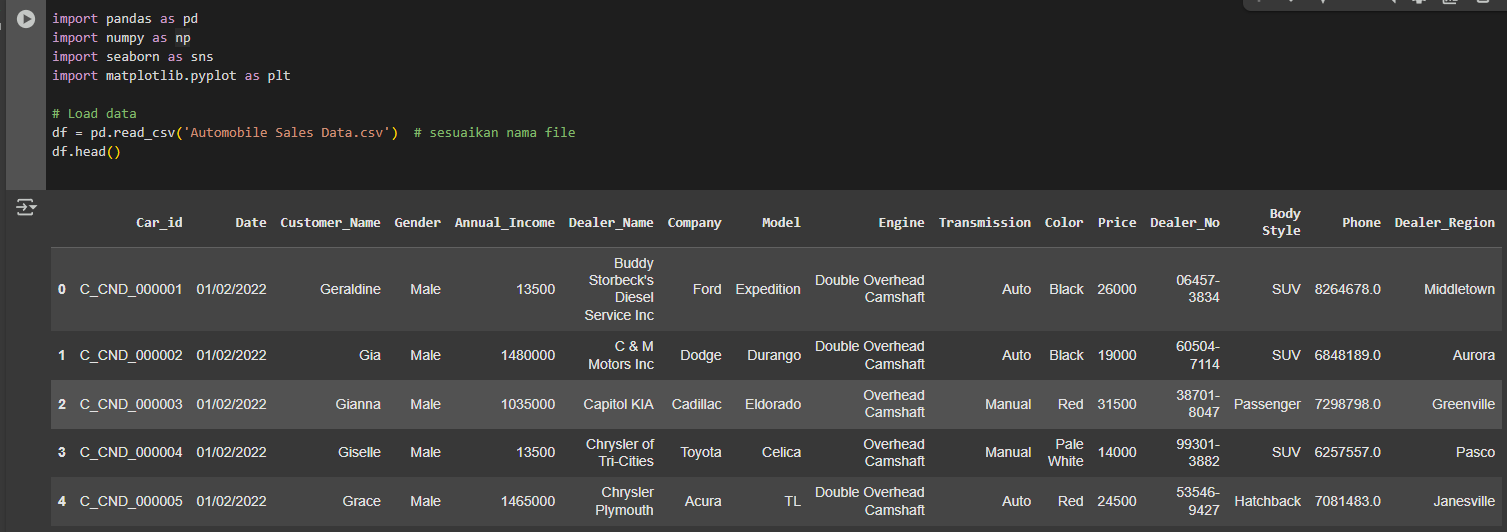 import pandas as pd
import numpy as np
import seaborn as sns
import matplotlib.pyplot as plt
# Load data
df = pd.read_csv('Automobile Sales Data.csv')  # sesuaikan nama file
df.head()
Car_id Date Customer_Name Gender Annual_Income Dealer_Name Company Model Engine Transmission Color Price Dealer_No Body Style Phone Dealer_Region
0 C_CND_000001 01/02/2022 Geraldine Male 13500 Buddy Storbeck's Diesel Service Inc Ford Expedition Double Overhead Camshaft Auto Black 26000 06457-3834 SUV 8264678.0 Middletown
1 C_CND_000002 01/02/2022 Gia Male 1480000 C & M Motors Inc Dodge Durango Double Overhead Camshaft Auto Black 19000 60504-7114 SUV 6848189.0 Aurora
2 C_CND_000003 01/02/2022 Gianna Male 1035000 Capitol KIA Cadillac Eldorado Overhead Camshaft Manual Red 31500 38701-8047 Passenger 7298798.0 Greenville
3 C_CND_000004 01/02/2022 Giselle Male 13500 Chrysler of Tri-Cities Toyota Celica Overhead Camshaft Manual Pale White 14000 99301-3882 SUV 6257557.0 Pasco
4 C_CND_000005 01/02/2022 Grace Male 1465000 Chrysler Plymouth Acura TL Double Overhead Camshaft Auto Red 24500 53546-9427 Hatchback 7081483.0 Janesville